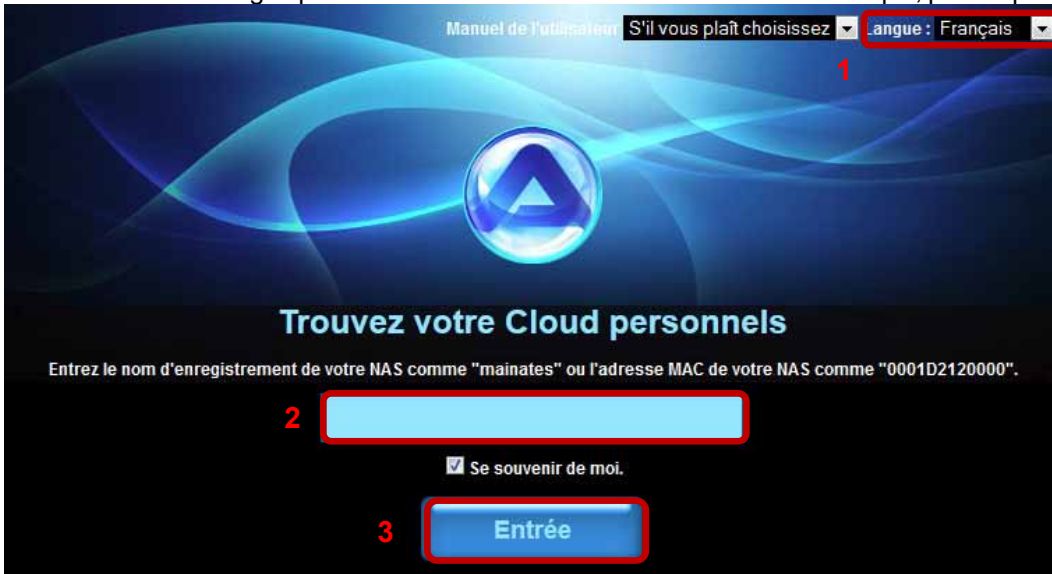 Manuel de l'utilisateur S'il vous plaît choisissez Langue : Français
1
Trouvez votre Cloud personnels
Entrez le nom d'enregistrement de votre NAS comme "mainates" ou l'adresse MAC de votre NAS comme "0001D2120000".
2
Se souvenir de moi.
3 Entrée